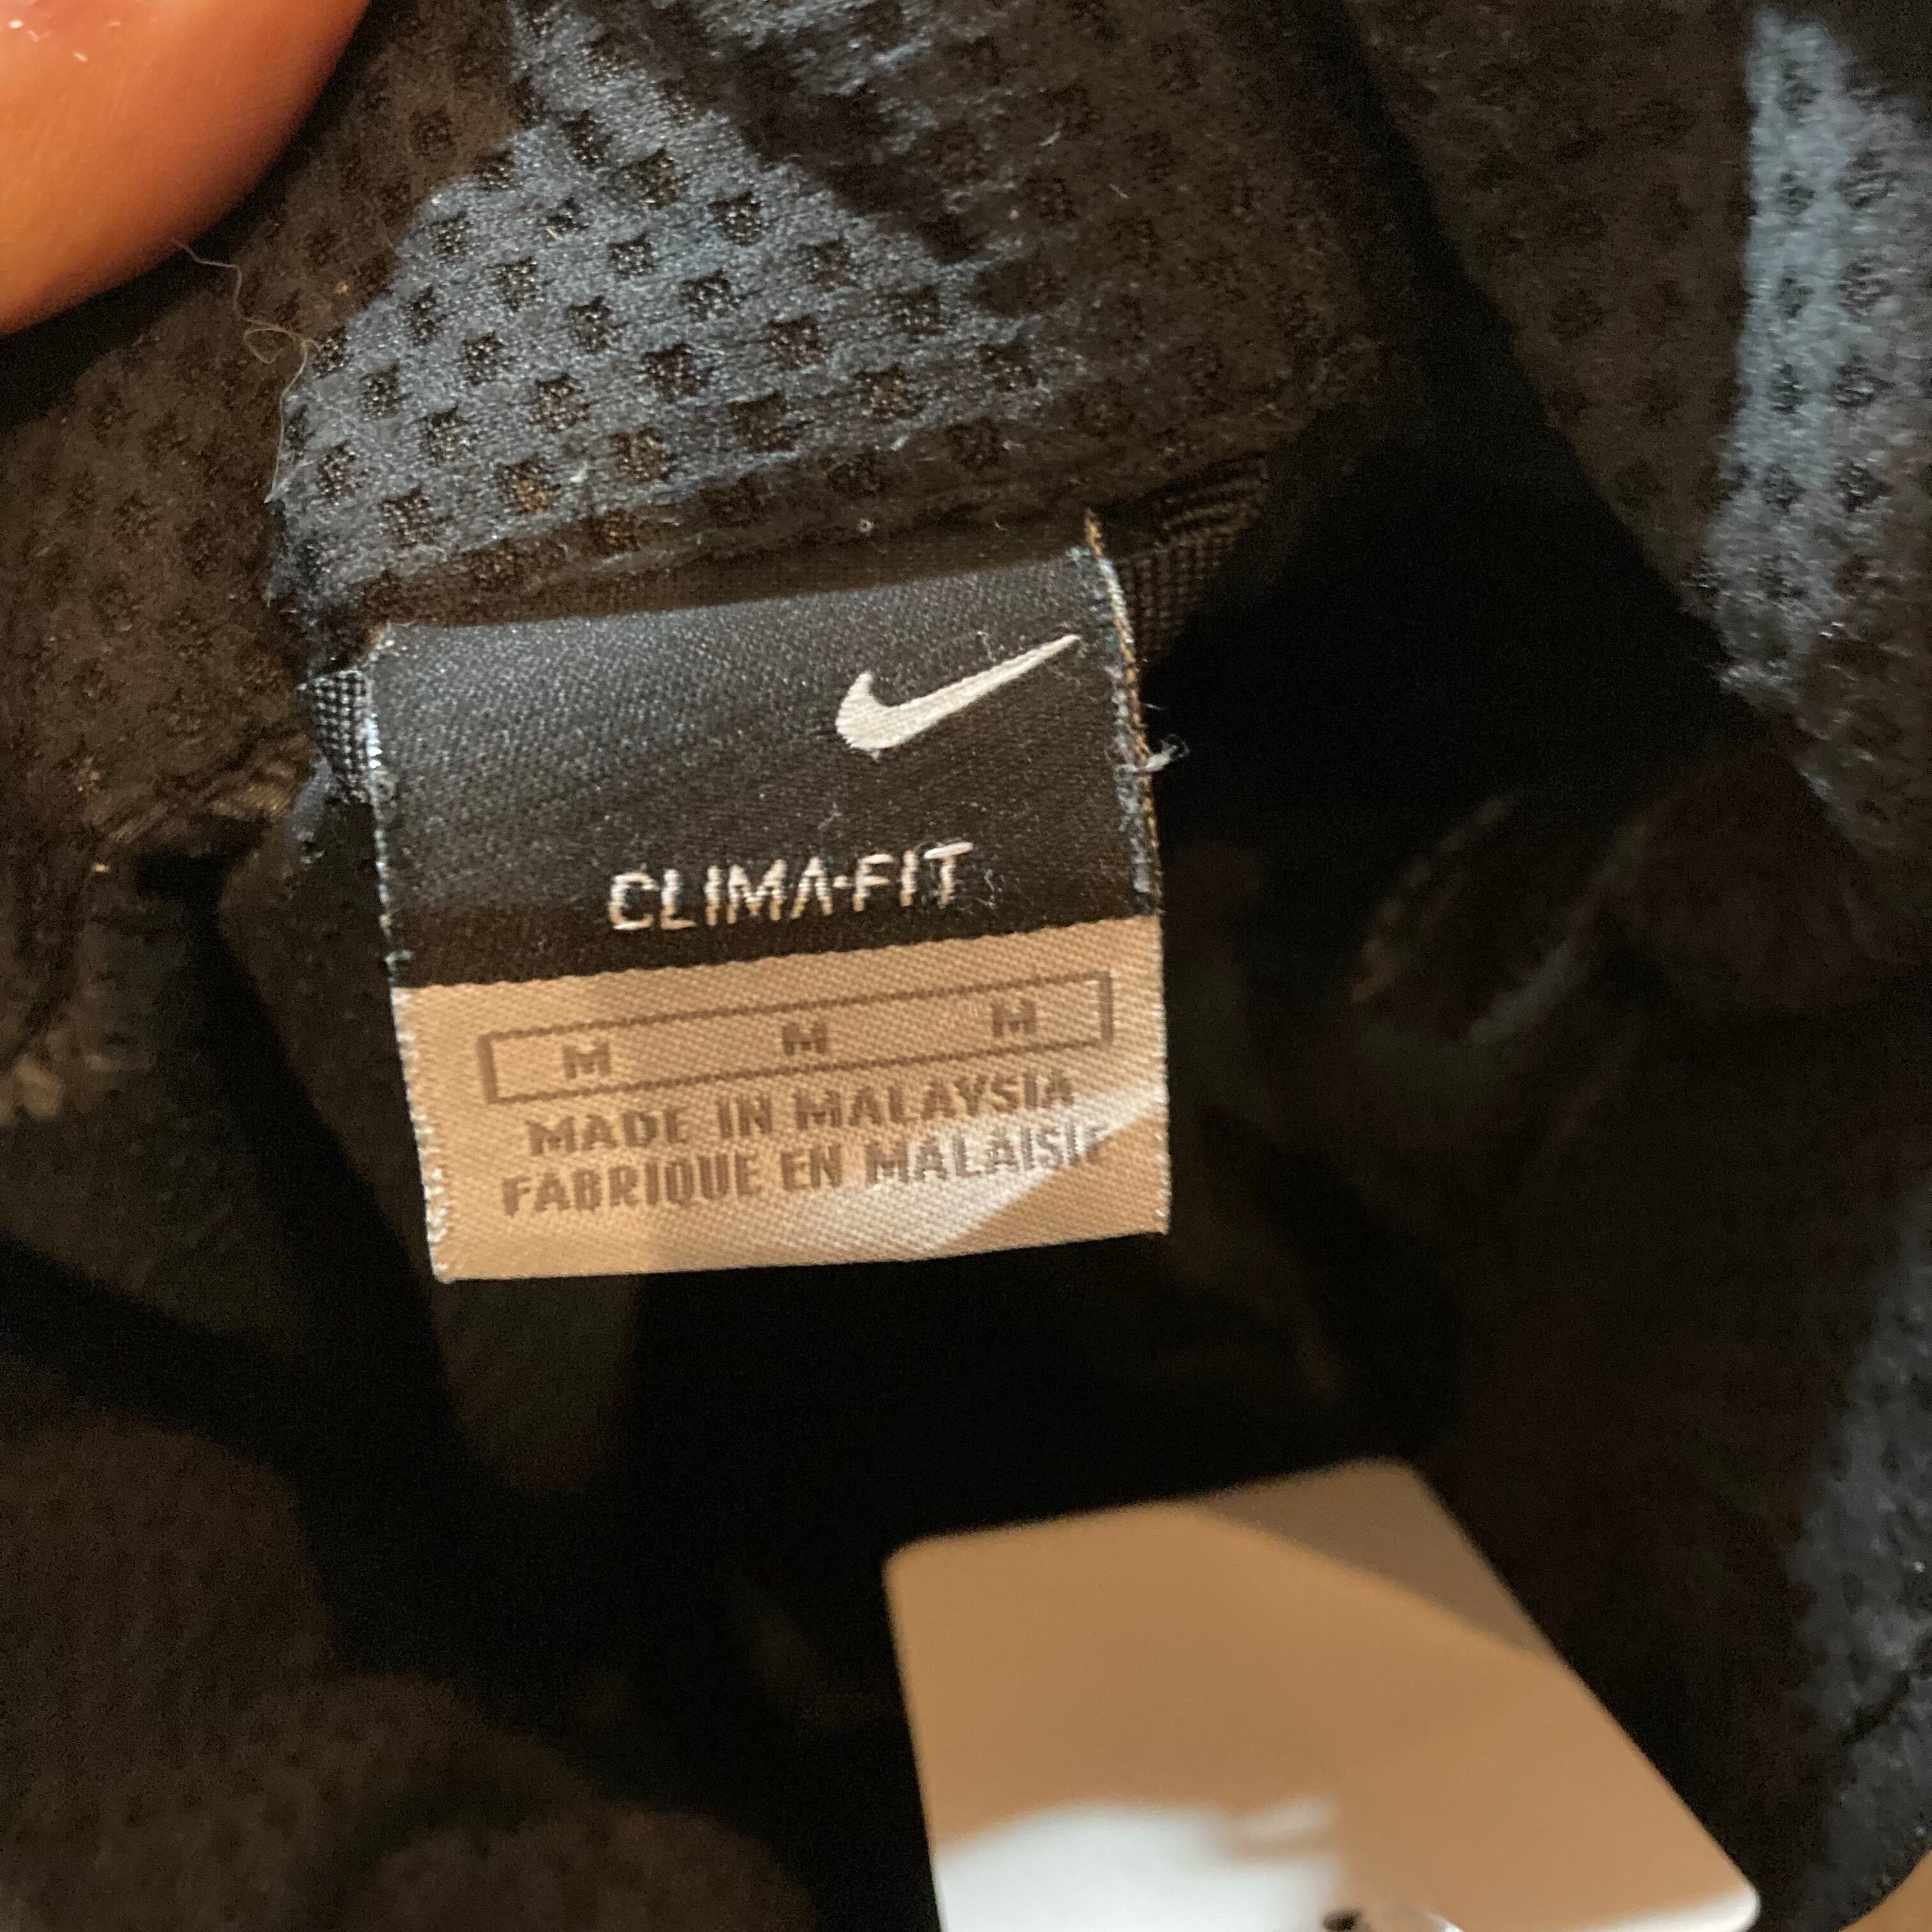 CLIMA·FIT
M M M
MADE IN MALAYSIA
FABRIQUE EN MALAISIE